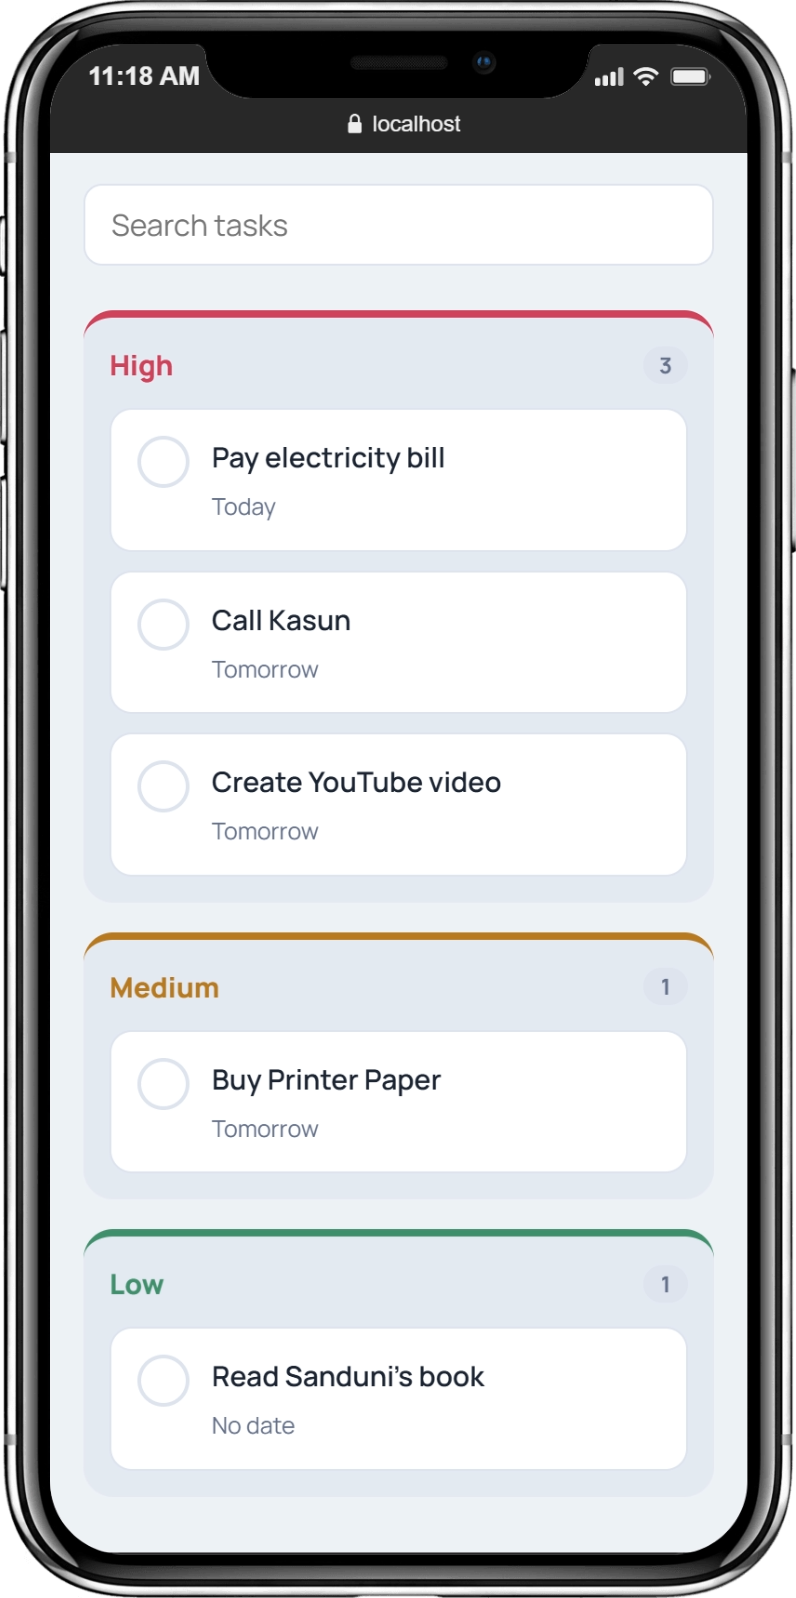 11:18 AM
localhost
Search tasks
High
3
Pay electricity bill
Today
Call Kasun
Tomorrow
Create YouTube video
Tomorrow
Medium
1
Buy Printer Paper
Tomorrow
Low
1
Read Sanduni’s book
No date